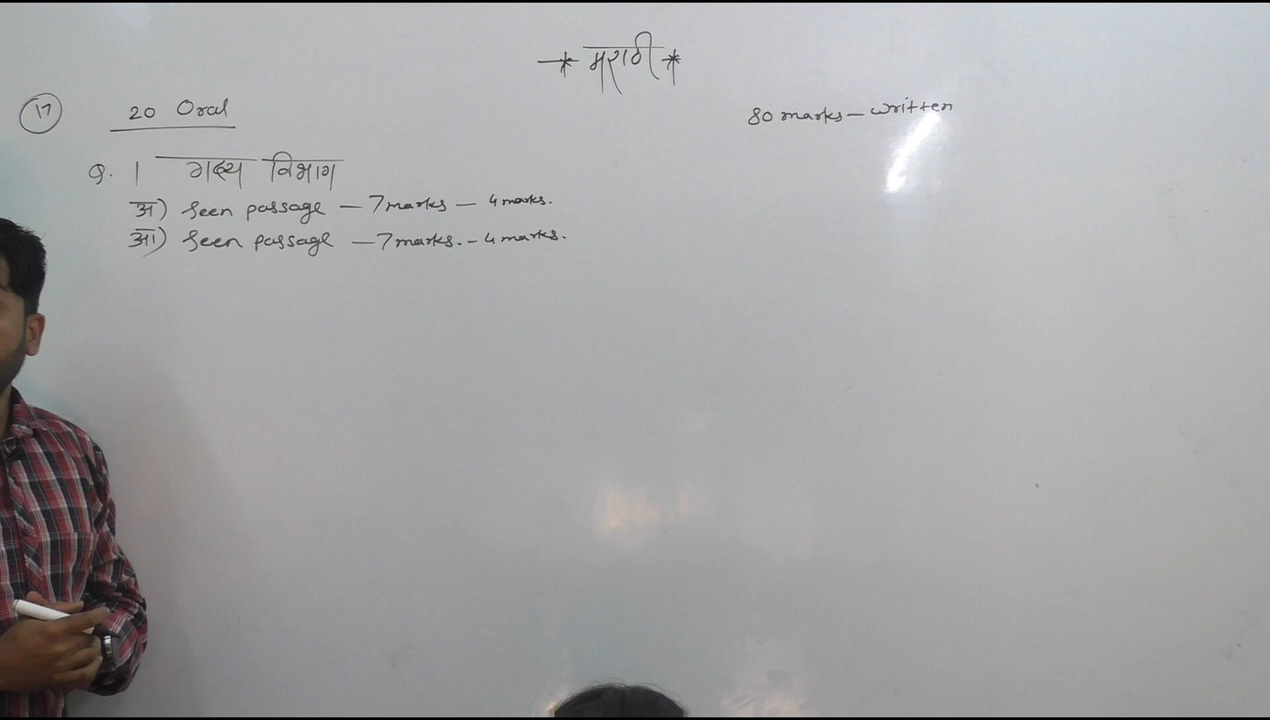 मराठी
17 20 Oral 80 marks – written
Q. 1 गद्य विभाग
अ) Seen passage – 7 marks – 4 marks.
आ) Seen passage – 7 marks. – 4 marks.